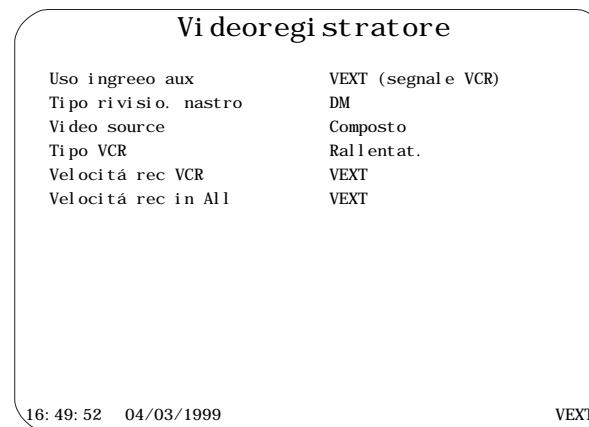 Videoregistratore
Uso ingreeo aux VEXT (segnale VCR)
Tipo rivisio. nastro DM
Video source Composto
Tipo VCR Rallentat.
Velocitá rec VCR VEXT
Velocitá rec in All VEXT
16:49:52 04/03/1999 VEXT